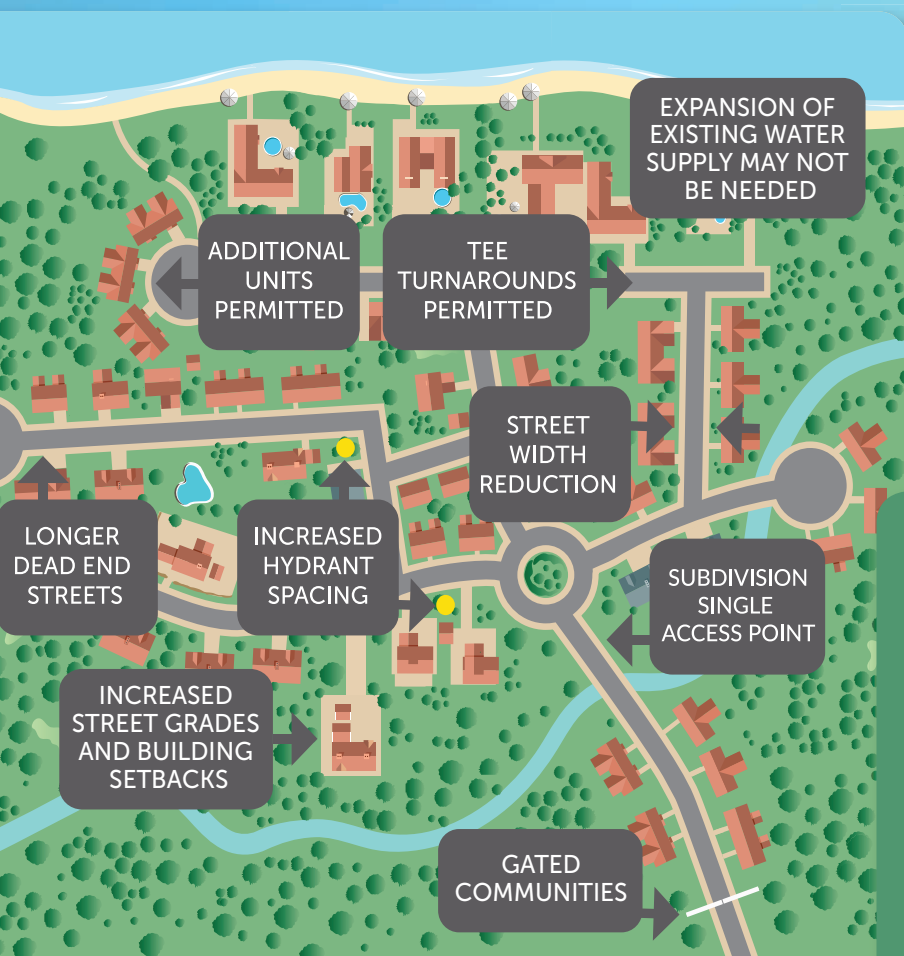 EXPANSION OF
EXISTING WATER
SUPPLY MAY NOT
BE NEEDED
ADDITIONAL
UNITS
PERMITTED
TEE
TURNAROUNDS
PERMITTED
STREET
WIDTH
REDUCTION
LONGER
DEAD END
STREETS
INCREASED
HYDRANT
SPACING
SUBDIVISION
SINGLE
ACCESS POINT
INCREASED
STREET GRADES
AND BUILDING
SETBACKS
GATED
COMMUNITIES